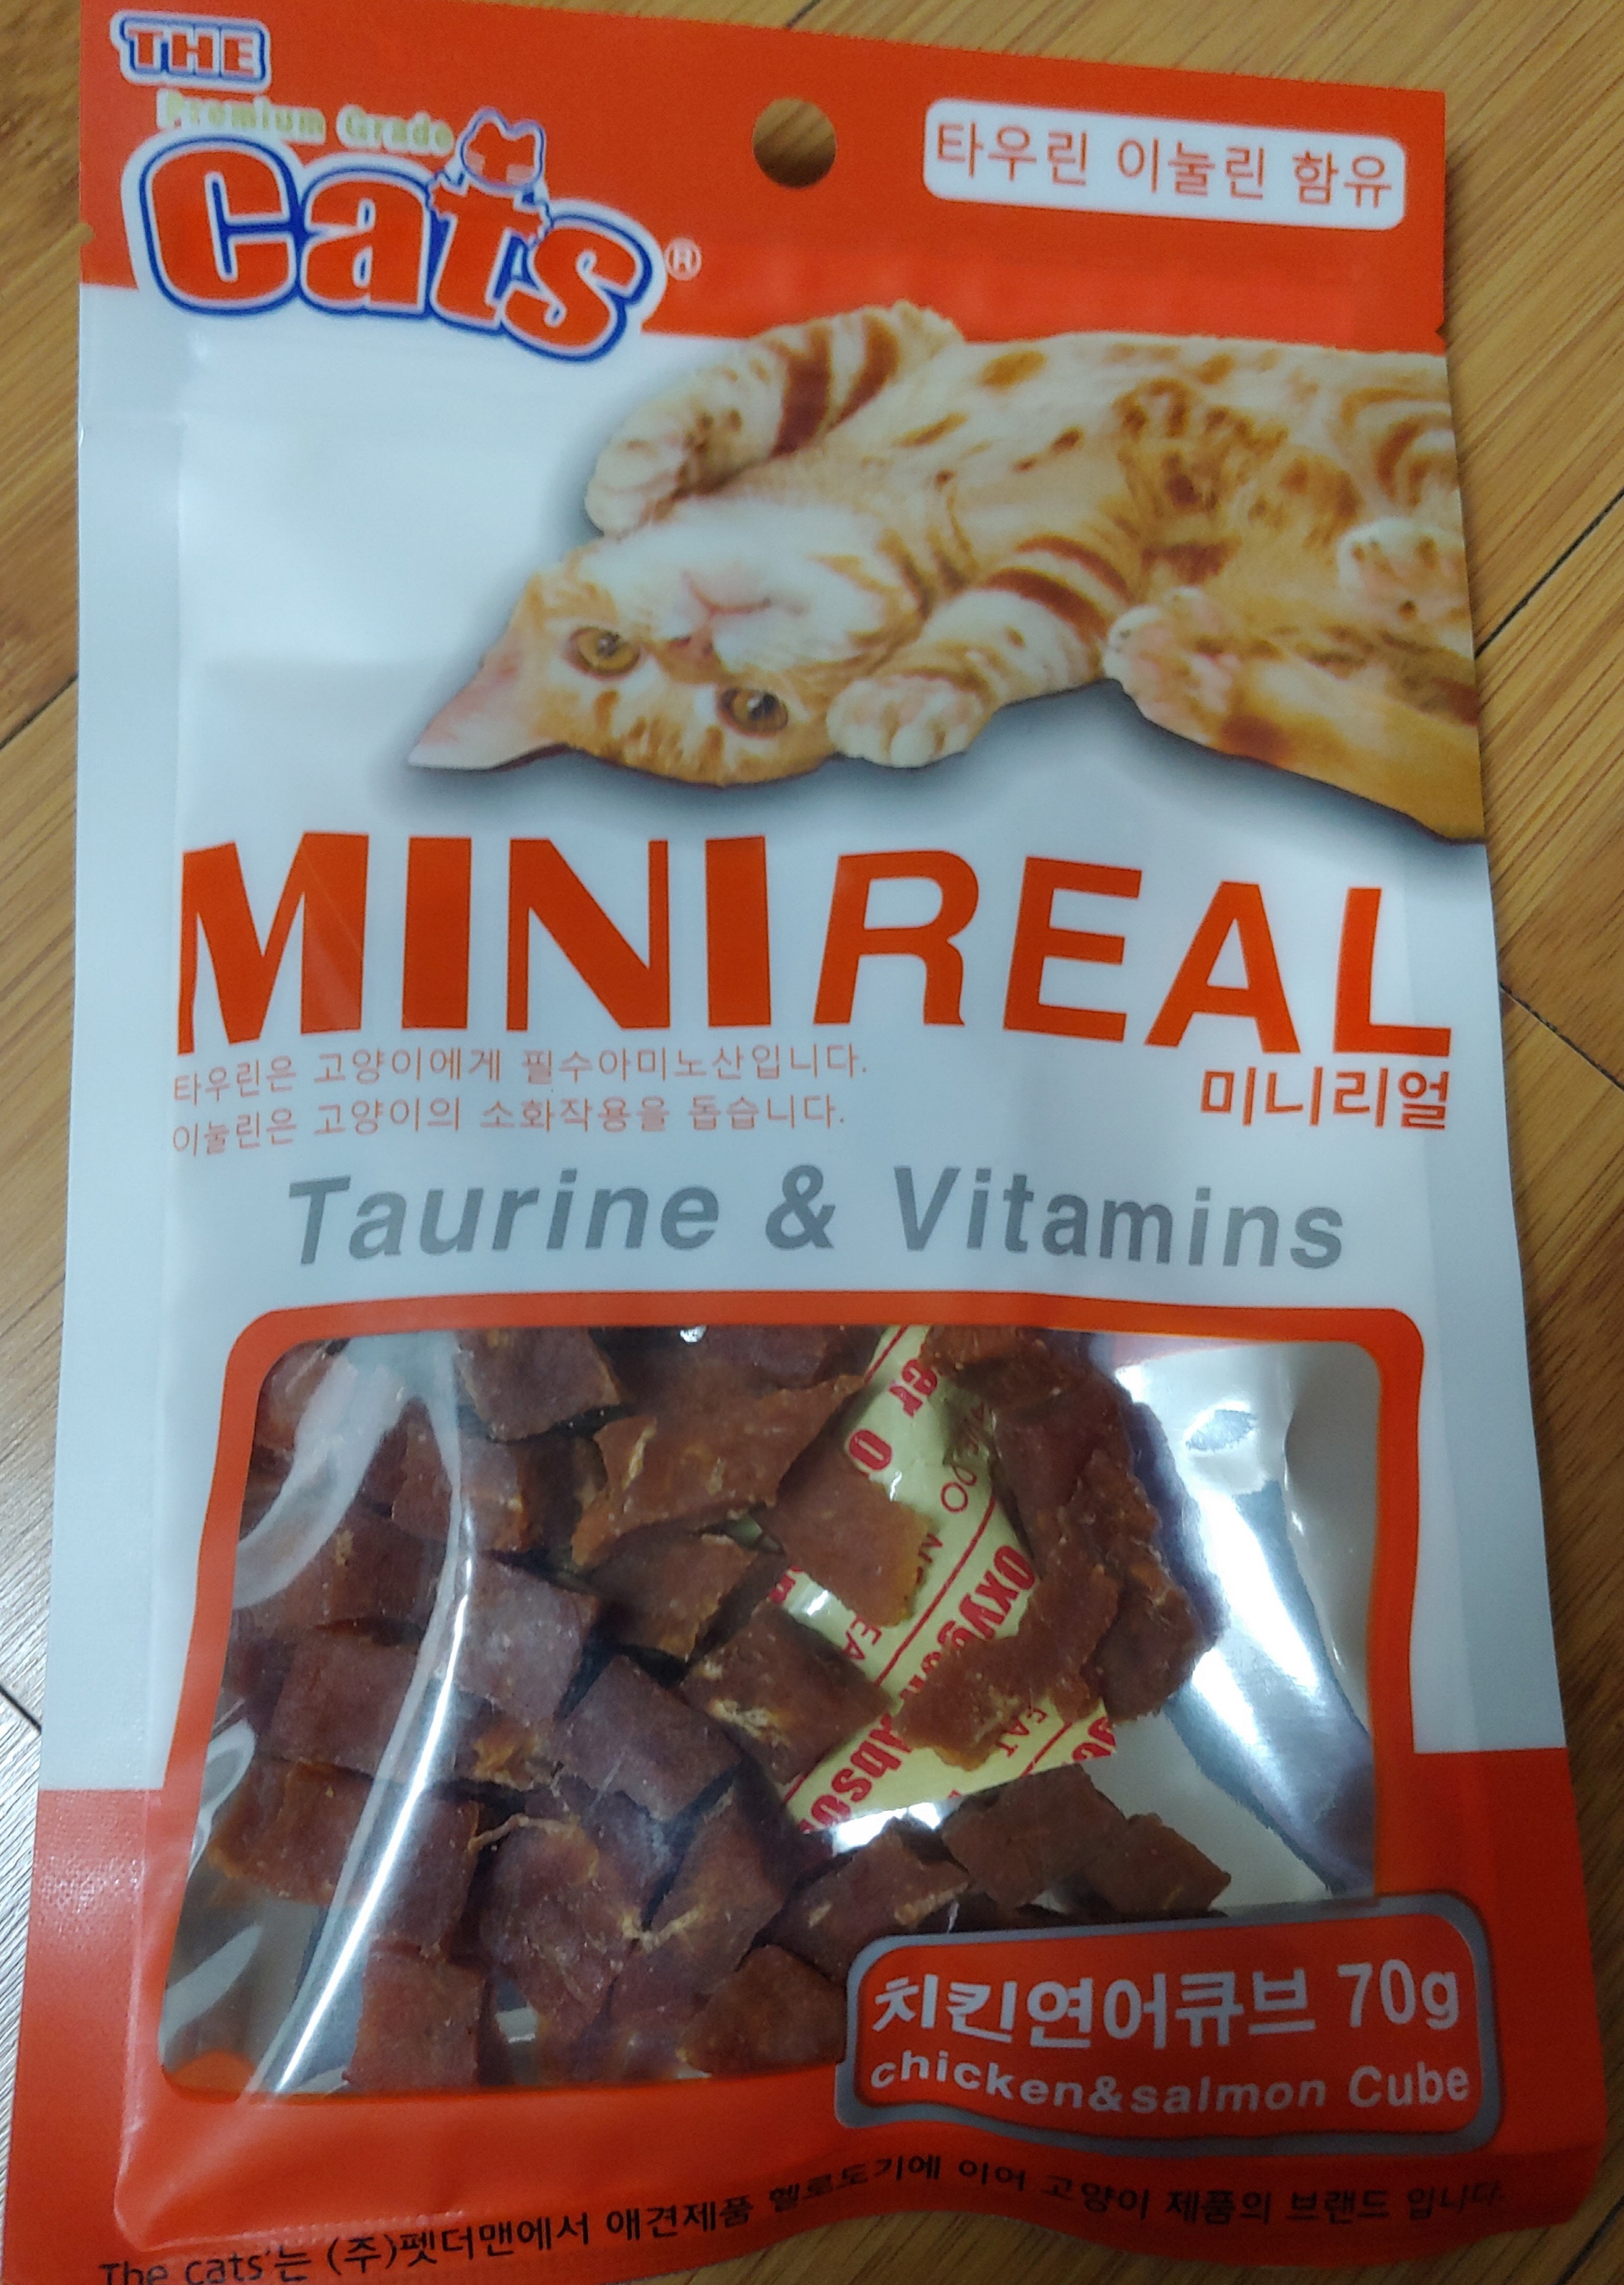 THE
Premium Grade
Cats®
타우린 이눌린 함유
MINIREAL
미니리얼
타우린은 고양이에게 필수아미노산입니다.
이눌린은 고양이의 소화작용을 돕습니다.
Taurine & Vitamins
er O
DO N
oxygen Abso
EAT
치킨연어큐브 70g
chicken&salmon Cube
The cats'는 (주)펫더맨에서 애견제품 헬로도기에 이어 고양이 제품의 브랜드 입니다.